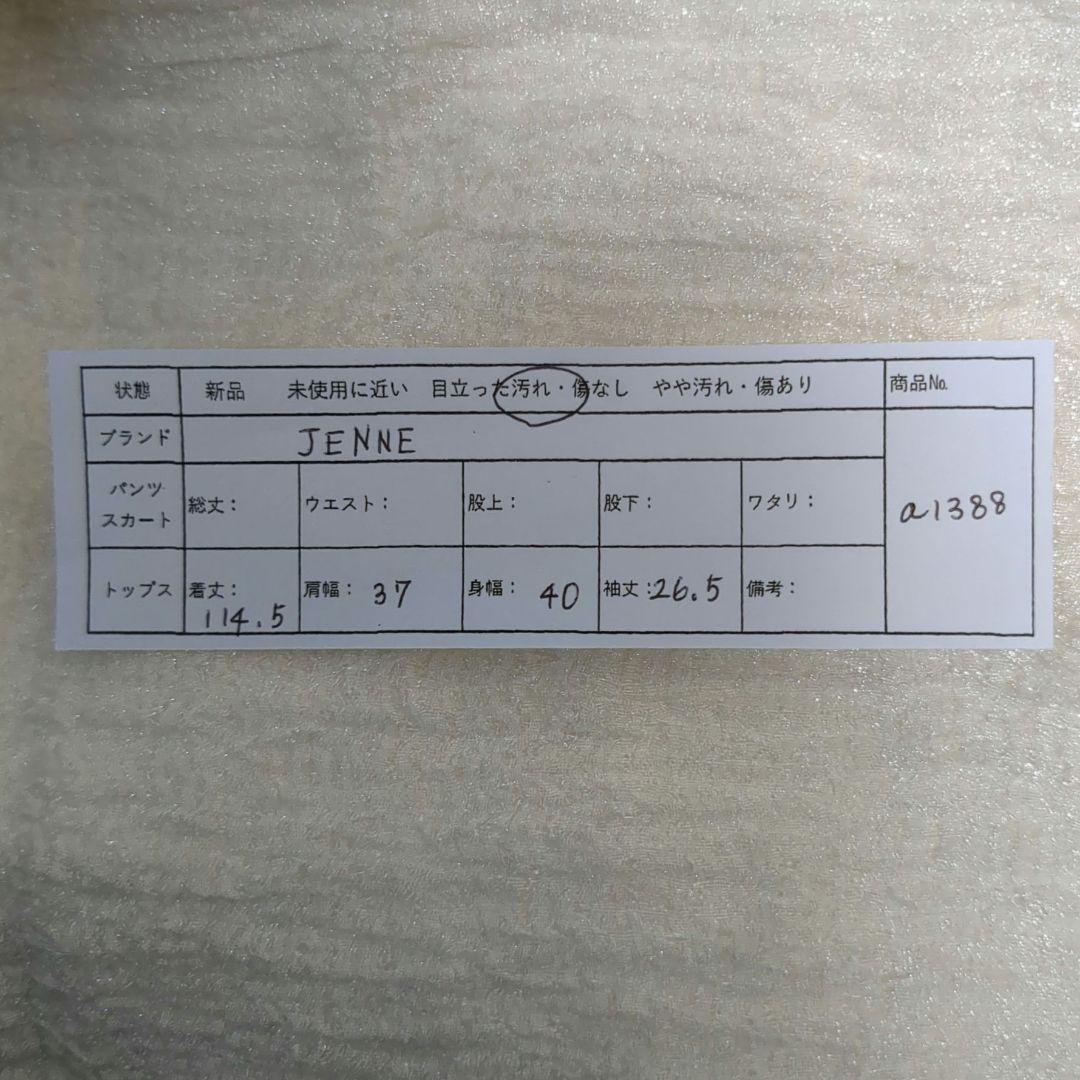 状態 新品 未使用に近い 目立った汚れ・傷なし やや汚れ・傷あり 商品No.
ブランド JENNE
パンツ
スカート 総丈： ウエスト： 股上： 股下： ワタリ： a1388
トップス 着丈： 肩幅： 37 身幅： 40 袖丈：26.5 備考：
114.5